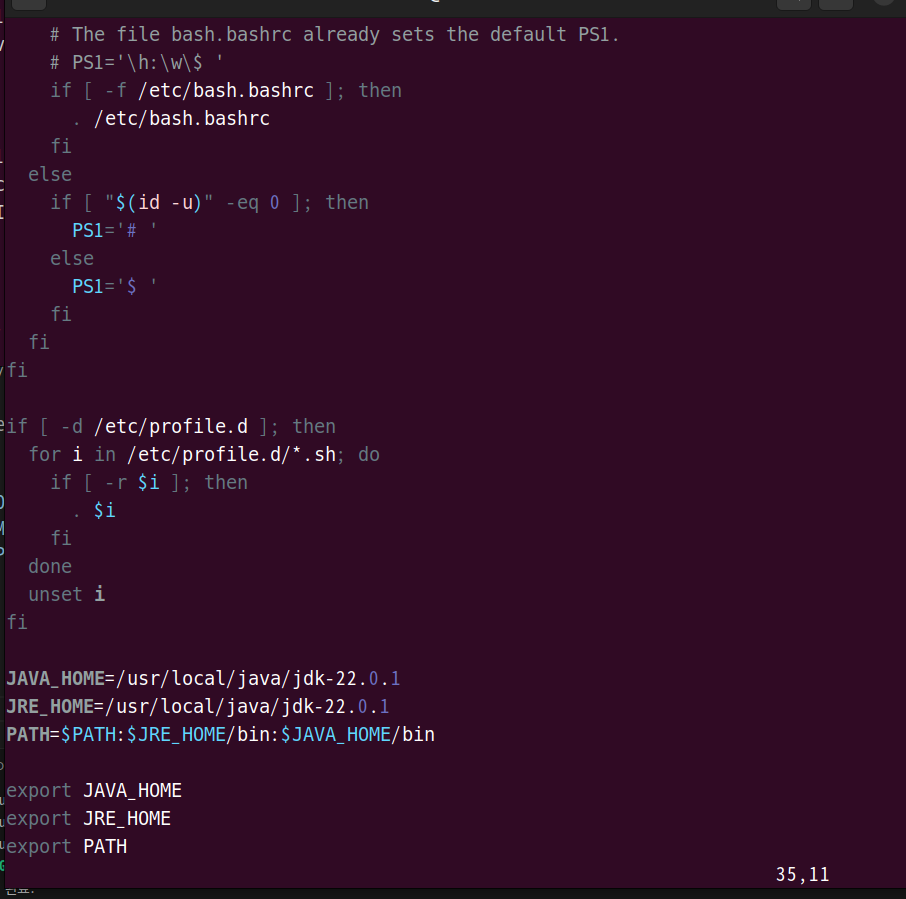 # The file bash.bashrc already sets the default PS1.
    # PS1='\h:\w\$ '
    if [ -f /etc/bash.bashrc ]; then
      . /etc/bash.bashrc
    fi
  else
    if [ "$(id -u)" -eq 0 ]; then
      PS1='# '
    else
      PS1='$ '
    fi
  fi
fi

if [ -d /etc/profile.d ]; then
  for i in /etc/profile.d/*.sh; do
    if [ -r $i ]; then
      . $i
    fi
  done
  unset i
fi

JAVA_HOME=/usr/local/java/jdk-22.0.1
JRE_HOME=/usr/local/java/jdk-22.0.1
PATH=$PATH:$JRE_HOME/bin:$JAVA_HOME/bin

export JAVA_HOME
export JRE_HOME
export PATH
35,11